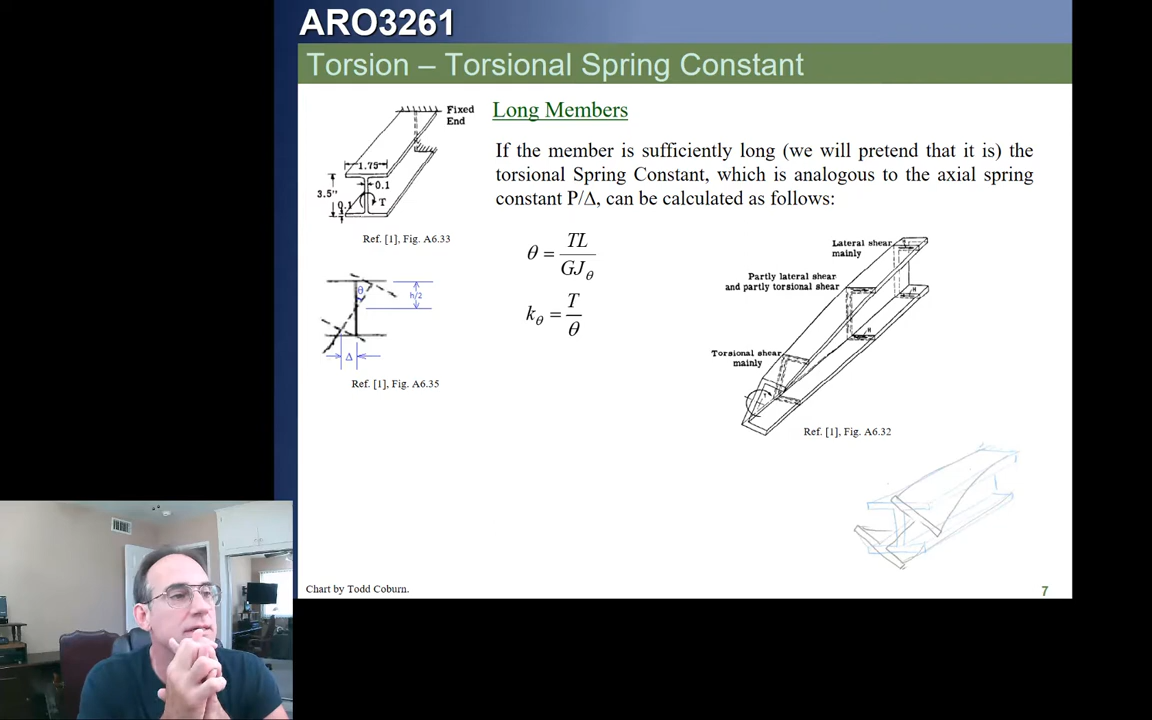 ARO3261
Torsion – Torsional Spring Constant
Fixed
End
1.75
0.1
3.5"
0.1
T
Ref. [1], Fig. A6.33
θ
h/2
Δ
Ref. [1], Fig. A6.35
Long Members
If the member is sufficiently long (we will pretend that it is) the
torsional Spring Constant, which is analogous to the axial spring
constant P/Δ, can be calculated as follows:
θ = TL / GJθ
kθ = T / θ
Lateral shear
mainly
Partly lateral shear
and partly torsional shear
H
H
Torsional shear
mainly
Ref. [1], Fig. A6.32
Chart by Todd Coburn.
7